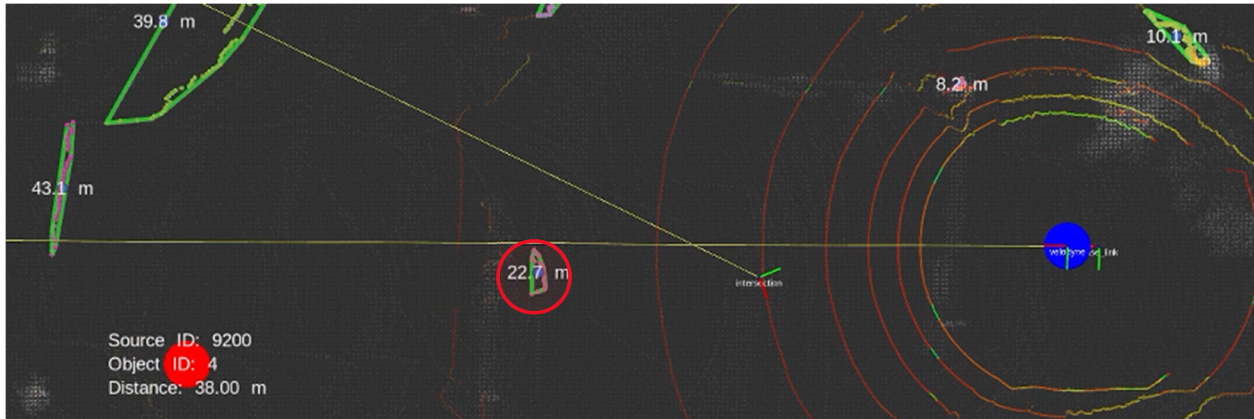 39.8 m
10.1 m
8.2 m
43.1 m
22.7 m
velodyne
intersection
Source ID: 9200
Object ID: 4
Distance: 38.00 m